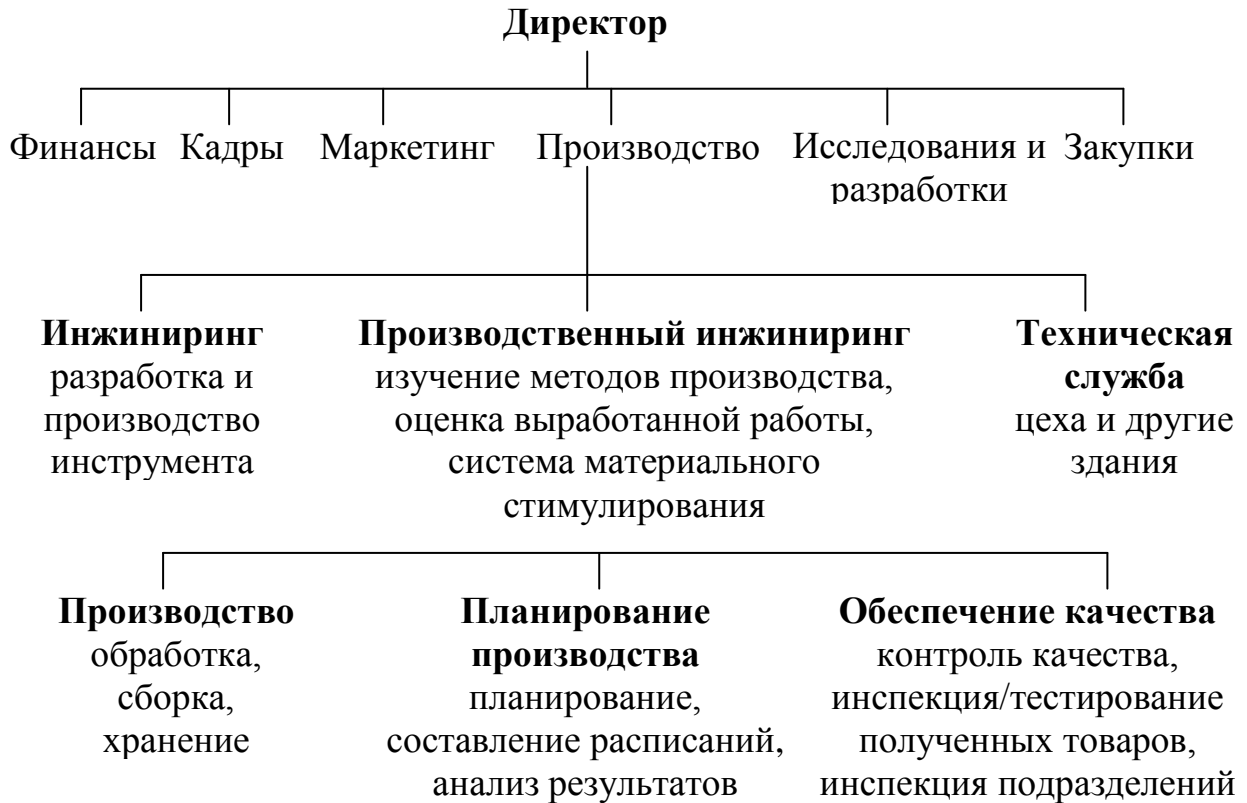 Директор
Финансы Кадры Маркетинг Производство Исследования и Закупки
разработки
Инжиниринг
разработка и
производство
инструмента
Производственный инжиниринг
изучение методов производства,
оценка выработанной работы,
система материального
стимулирования
Техническая
служба
цеха и другие
здания
Производство
обработка,
сборка,
хранение
Планирование
производства
планирование,
составление расписаний,
анализ результатов
Обеспечение качества
контроль качества,
инспекция/тестирование
полученных товаров,
инспекция подразделений